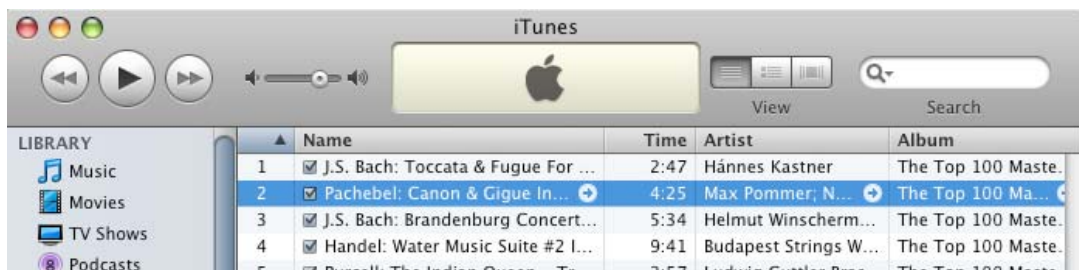 iTunes
View
Search
LIBRARY
Name Time Artist Album
Music
1 J.S. Bach: Toccata & Fugue For ... 2:47 Hánnes Kastner The Top 100 Maste.
Movies
2 Pachebel: Canon & Gigue In... 4:25 Max Pommer; N... The Top 100 Ma...
TV Shows
3 J.S. Bach: Brandenburg Concert... 5:34 Helmut Winscherm... The Top 100 Maste.
4 Handel: Water Music Suite #2 I... 9:41 Budapest Strings W... The Top 100 Maste.
Podcasts